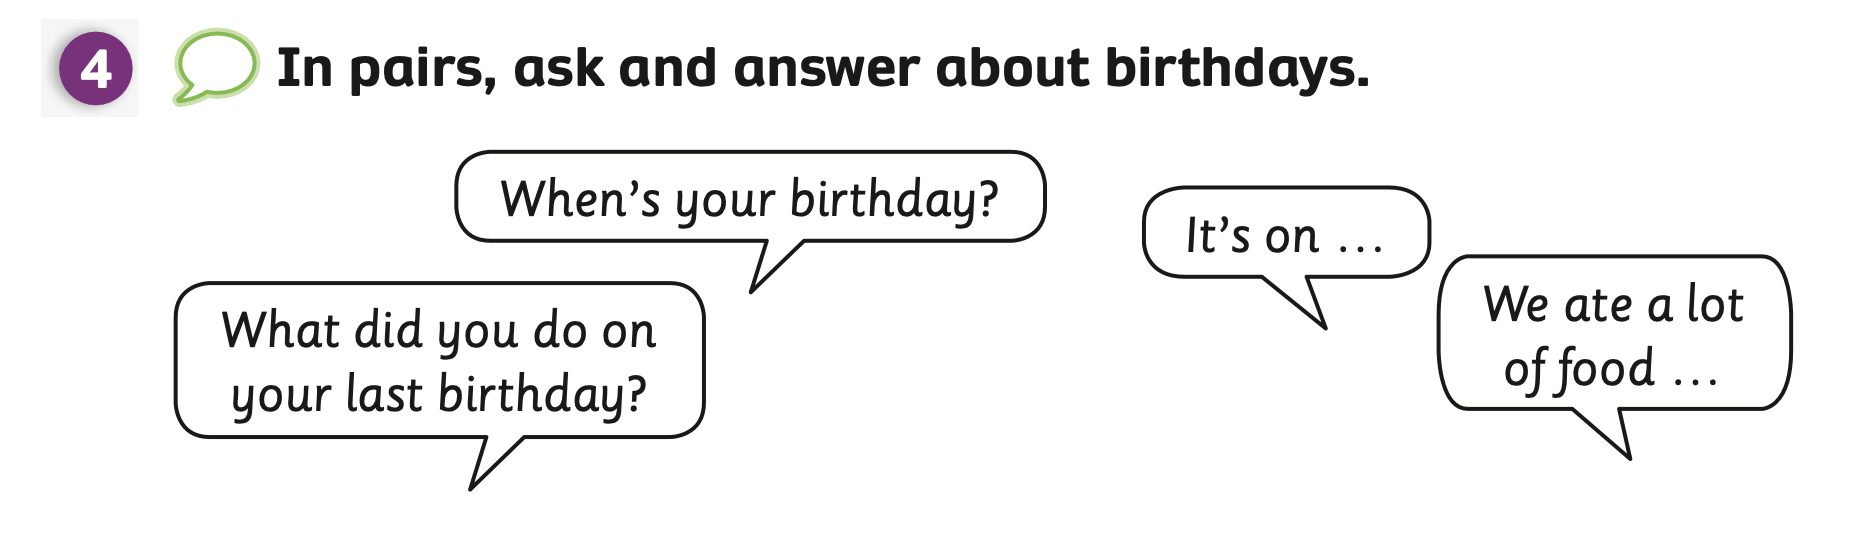 4 In pairs, ask and answer about birthdays.
When's your birthday?
It's on ...
What did you do on
your last birthday?
We ate a lot
of food ...